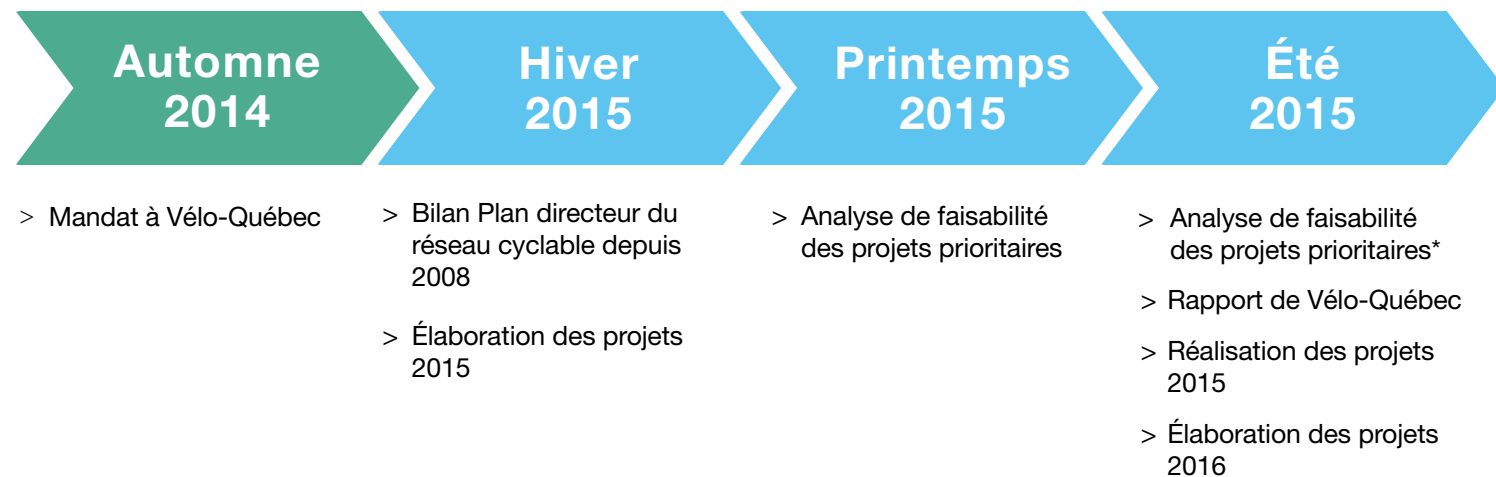 Automne
2014
> Mandat à Vélo-Québec
Hiver
2015
> Bilan Plan directeur du
réseau cyclable depuis
2008
> Élaboration des projets
2015
Printemps
2015
> Analyse de faisabilité
des projets prioritaires
Été
2015
> Analyse de faisabilité
des projets prioritaires*
> Rapport de Vélo-Québec
> Réalisation des projets
2015
> Élaboration des projets
2016